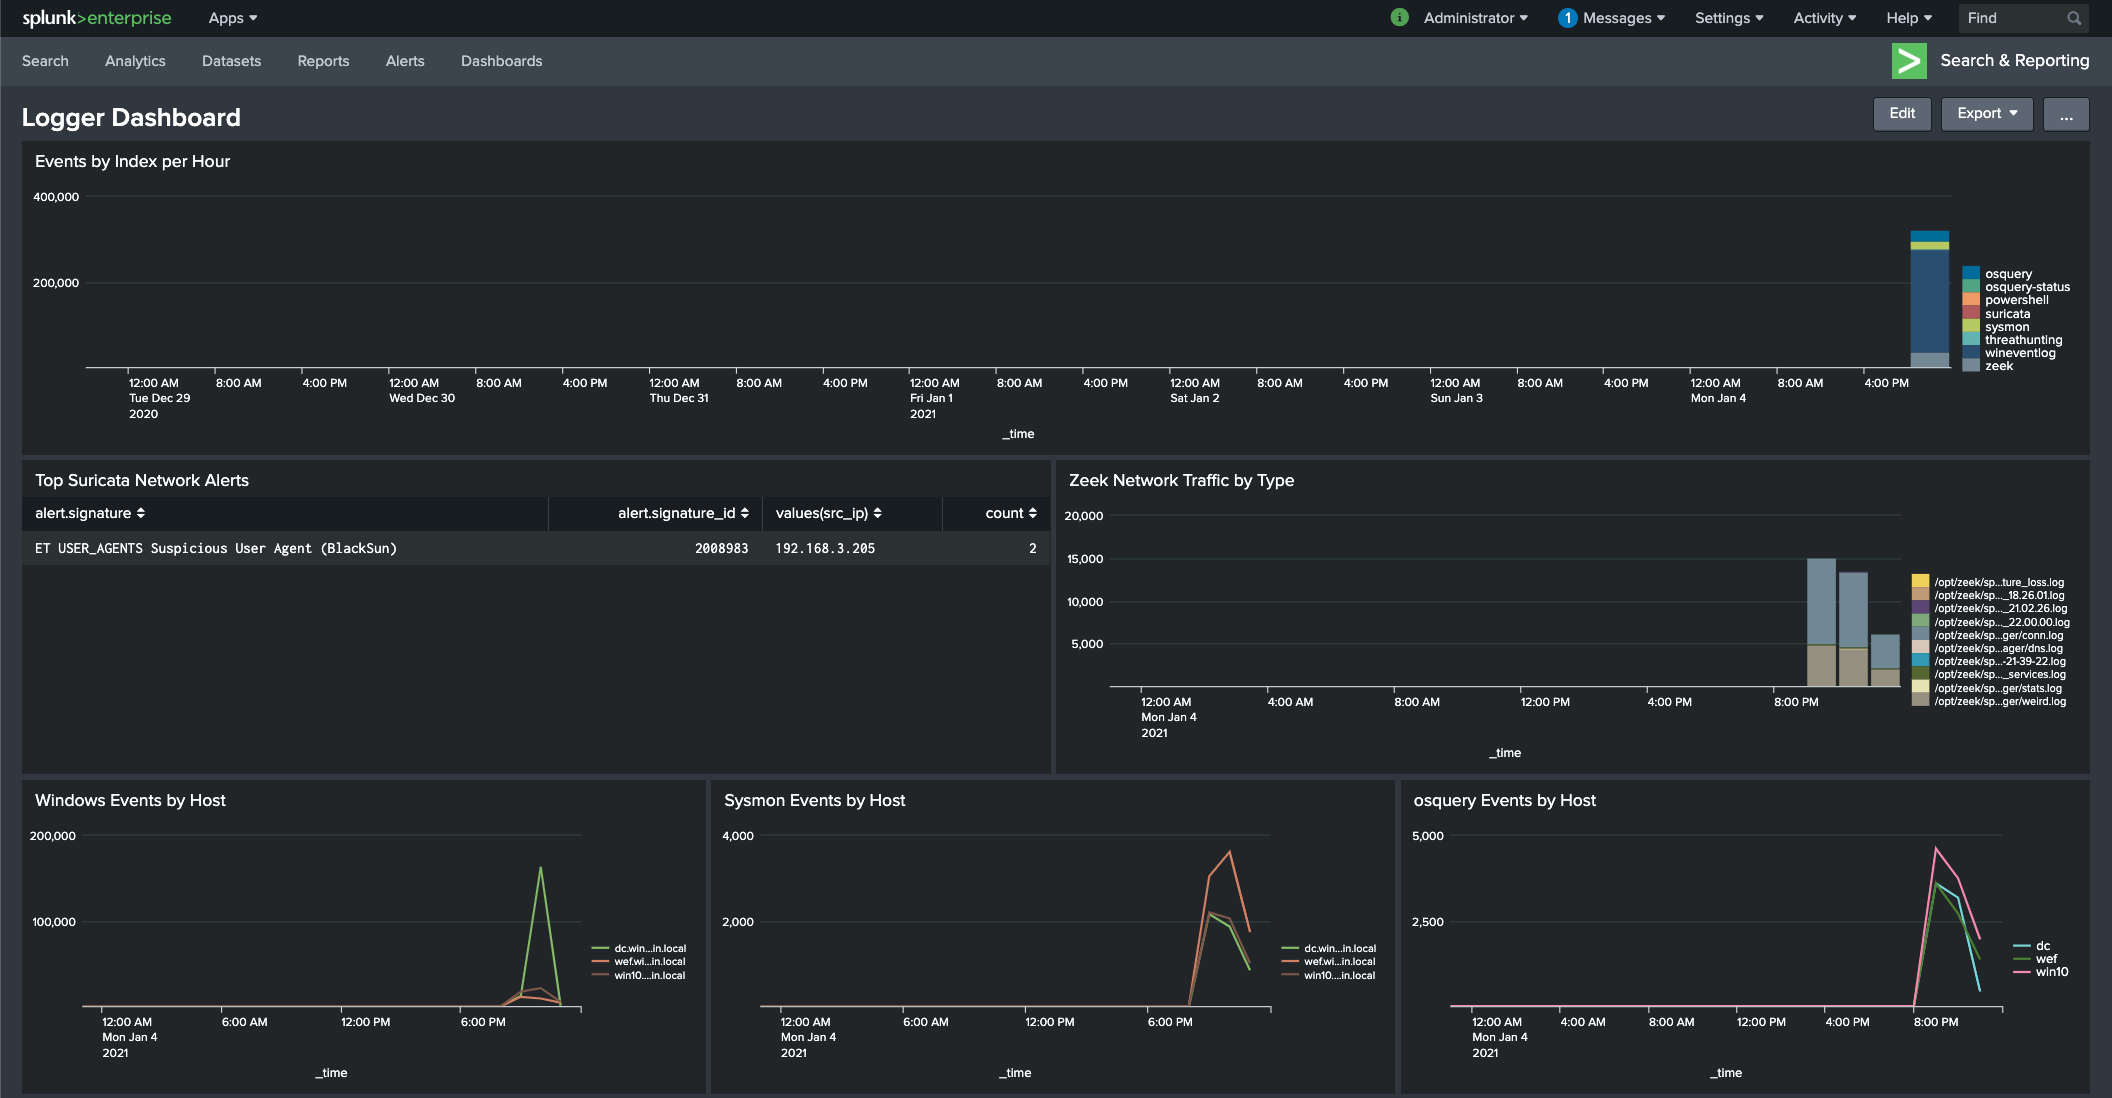 splunk>enterprise Apps i Administrator 1 Messages Settings Activity Help Find
Search Analytics Datasets Reports Alerts Dashboards Search & Reporting
Logger Dashboard Edit Export ...
Events by Index per Hour
400,000
200,000
osquery
osquery-status
powershell
suricata
sysmon
threathunting
wineventlog
zeek
12:00 AM 8:00 AM 4:00 PM 12:00 AM 8:00 AM 4:00 PM 12:00 AM 8:00 AM 4:00 PM 12:00 AM 8:00 AM 4:00 PM 12:00 AM 8:00 AM 4:00 PM 12:00 AM 8:00 AM 4:00 PM 12:00 AM 8:00 AM 4:00 PM
Tue Dec 29 Wed Dec 30 Thu Dec 31 Fri Jan 1 Sat Jan 2 Sun Jan 3 Mon Jan 4
2020 2021
_time
Top Suricata Network Alerts
alert.signature alert.signature_id values(src_ip) count
ET USER_AGENTS Suspicious User Agent (BlackSun) 2008983 192.168.3.205 2
Zeek Network Traffic by Type
20,000
15,000
10,000
5,000
/opt/zeek/sp...ture_loss.log
/opt/zeek/sp..._18.26.01.log
/opt/zeek/sp..._21.02.26.log
/opt/zeek/sp..._22.00.00.log
/opt/zeek/sp...ger/conn.log
/opt/zeek/sp...ager/dns.log
/opt/zeek/sp...-21-39-22.log
/opt/zeek/sp..._services.log
/opt/zeek/sp...ger/stats.log
/opt/zeek/sp...ger/weird.log
12:00 AM 4:00 AM 8:00 AM 12:00 PM 4:00 PM 8:00 PM
Mon Jan 4
2021
_time
Windows Events by Host
200,000
100,000
dc.win...in.local
wef.wi...in.local
win10....in.local
12:00 AM 6:00 AM 12:00 PM 6:00 PM
Mon Jan 4
2021
_time
Sysmon Events by Host
4,000
2,000
dc.win...in.local
wef.wi...in.local
win10....in.local
12:00 AM 6:00 AM 12:00 PM 6:00 PM
Mon Jan 4
2021
_time
osquery Events by Host
5,000
2,500
dc
wef
win10
12:00 AM 4:00 AM 8:00 AM 12:00 PM 4:00 PM 8:00 PM
Mon Jan 4
2021
_time